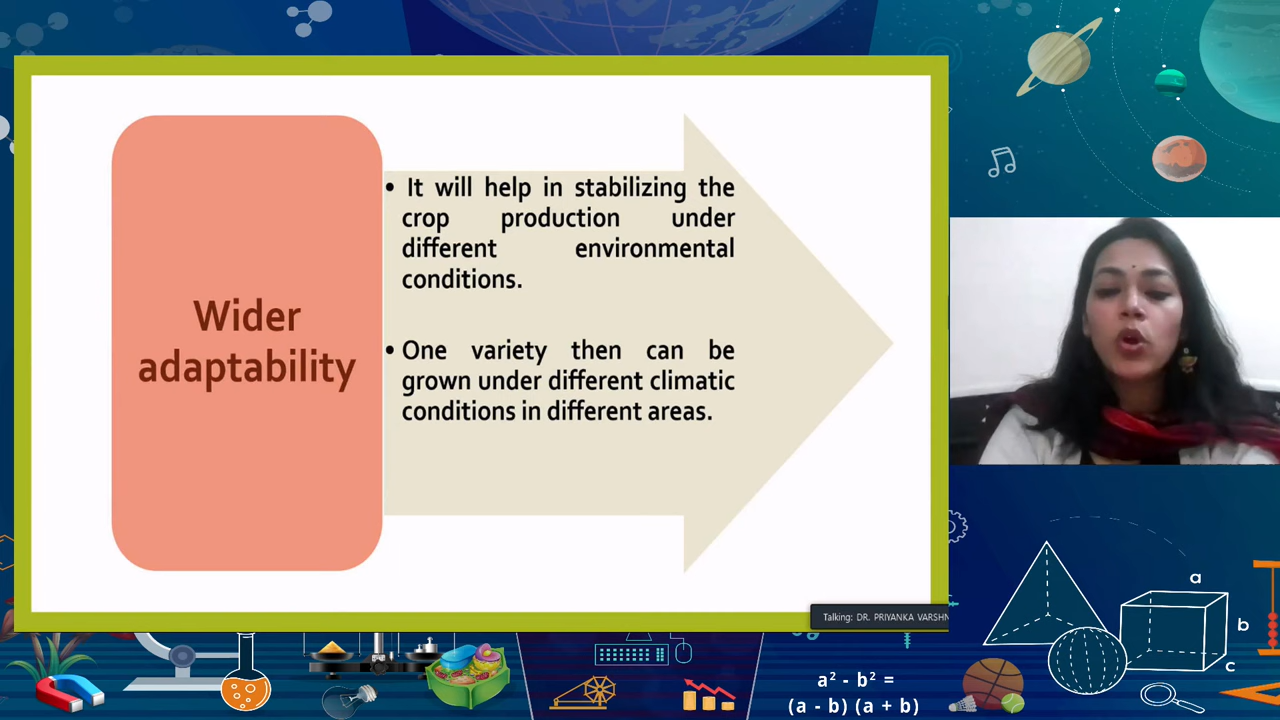 Wider
adaptability
• It will help in stabilizing the
crop production under
different environmental
conditions.
• One variety then can be
grown under different climatic
conditions in different areas.
Talking: DR. PRIYANKA VARSHN
a
b
c
a² - b² =
(a - b) (a + b)